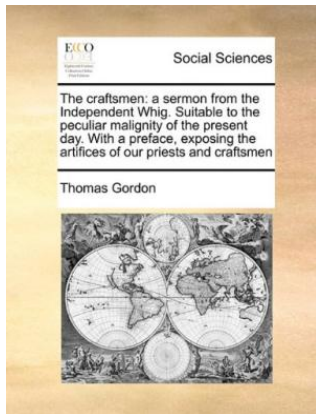 ECCO
Social Sciences
The craftsmen: a sermon from the
Independent Whig. Suitable to the
peculiar malignity of the present
day. With a preface, exposing the
artifices of our priests and craftsmen
Thomas Gordon